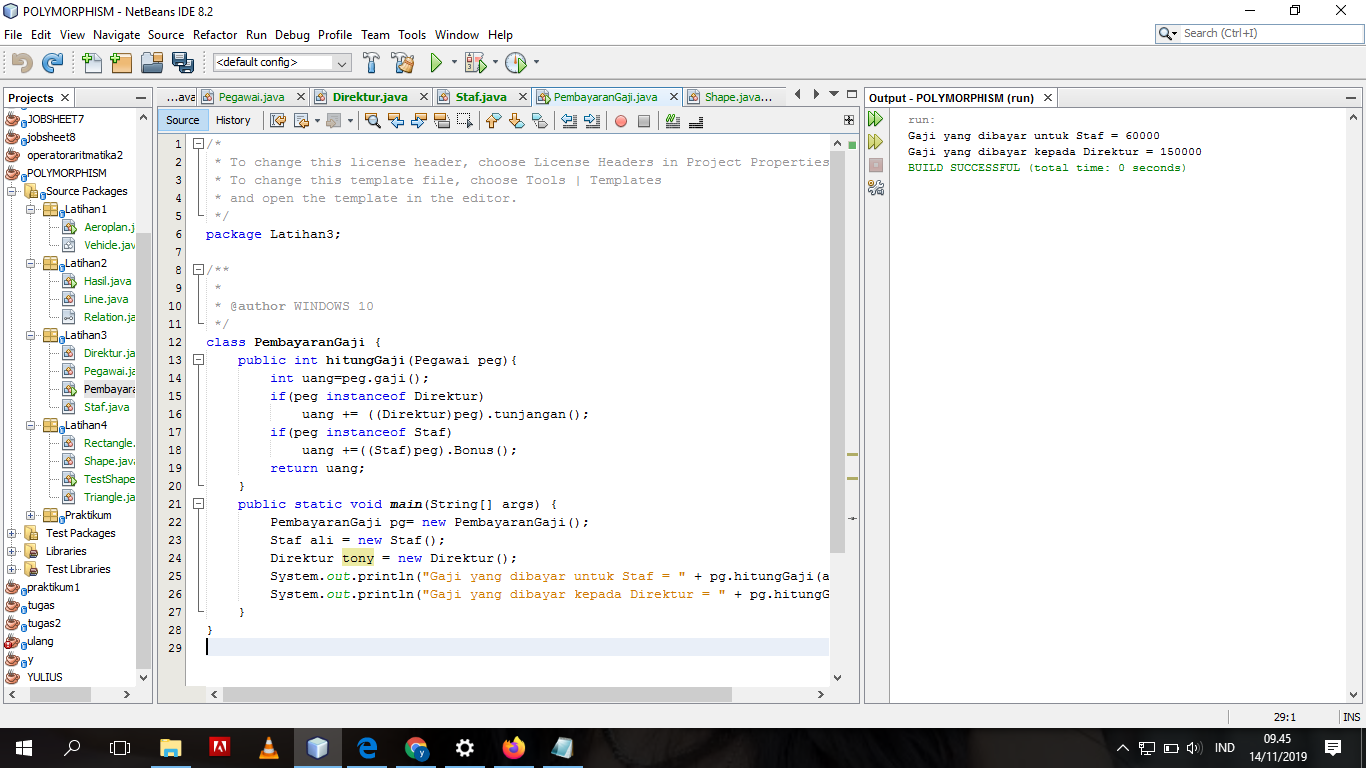 POLYMORPHISM - NetBeans IDE 8.2
File Edit View Navigate Source Refactor Run Debug Profile Team Tools Window Help
Search (Ctrl+I)
<default config>
Projects
JOBSHEET7
jobsheet8
operatoraritmatika2
POLYMORPHISM
Source Packages
Latihan1
Aeroplan.j
Vehicle.jav
Latihan2
Hasil.java
Line.java
Relation.ja
Latihan3
Direktur.ja
Pegawai.ja
Pembayara
Staf.java
Latihan4
Rectangle.
Shape.java
TestShape
Triangle.ja
Praktikum
Test Packages
Libraries
Test Libraries
praktikum1
tugas
tugas2
ulang
y
YULIUS
...ava Pegawai.java Direktur.java Staf.java PembayaranGaji.java Shape.java...
Source History
1 /*
2 * To change this license header, choose License Headers in Project Properties
3 * To change this template file, choose Tools | Templates
4 * and open the template in the editor.
5 */
6 package Latihan3;
7
8 /**
9 *
10 * @author WINDOWS 10
11 */
12 class PembayaranGaji {
13 public int hitungGaji(Pegawai peg){
14 int uang=peg.gaji();
15 if(peg instanceof Direktur)
16 uang += ((Direktur)peg).tunjangan();
17 if(peg instanceof Staf)
18 uang +=((Staf)peg).Bonus();
19 return uang;
20 }
21 public static void main(String[] args) {
22 PembayaranGaji pg= new PembayaranGaji();
23 Staf ali = new Staf();
24 Direktur tony = new Direktur();
25 System.out.println("Gaji yang dibayar untuk Staf = " + pg.hitungGaji(a
26 System.out.println("Gaji yang dibayar kepada Direktur = " + pg.hitungG
27 }
28 }
29
Output - POLYMORPHISM (run)
run:
Gaji yang dibayar untuk Staf = 60000
Gaji yang dibayar kepada Direktur = 150000
BUILD SUCCESSFUL (total time: 0 seconds)
29:1 INS
IND
09.45
14/11/2019